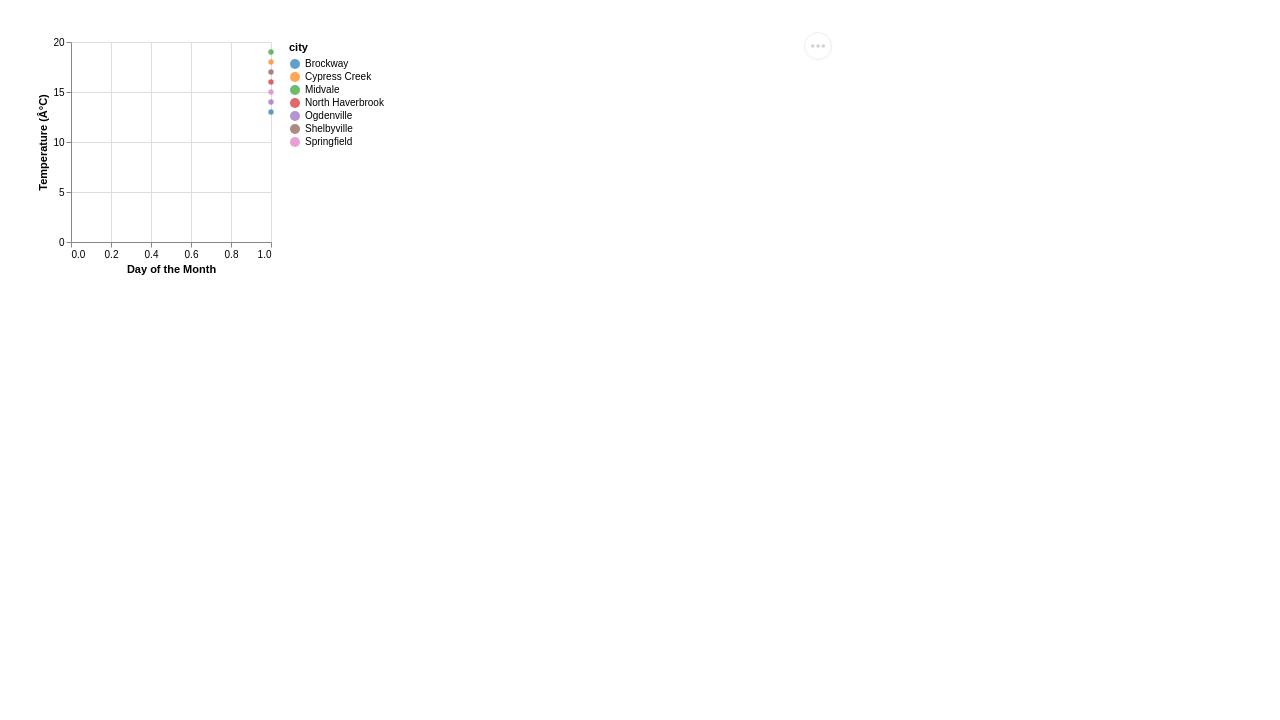 20
15
10
5
0
Temperature (Â°C)
0.0 0.2 0.4 0.6 0.8 1.0
Day of the Month
city
Brockway
Cypress Creek
Midvale
North Haverbrook
Ogdenville
Shelbyville
Springfield